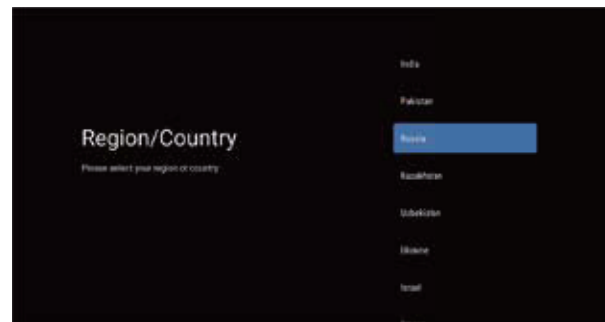 Region/Country
Please select your region or country
India
Pakistan
Russia
Kazakhstan
Uzbekistan
Ukraine
Israel